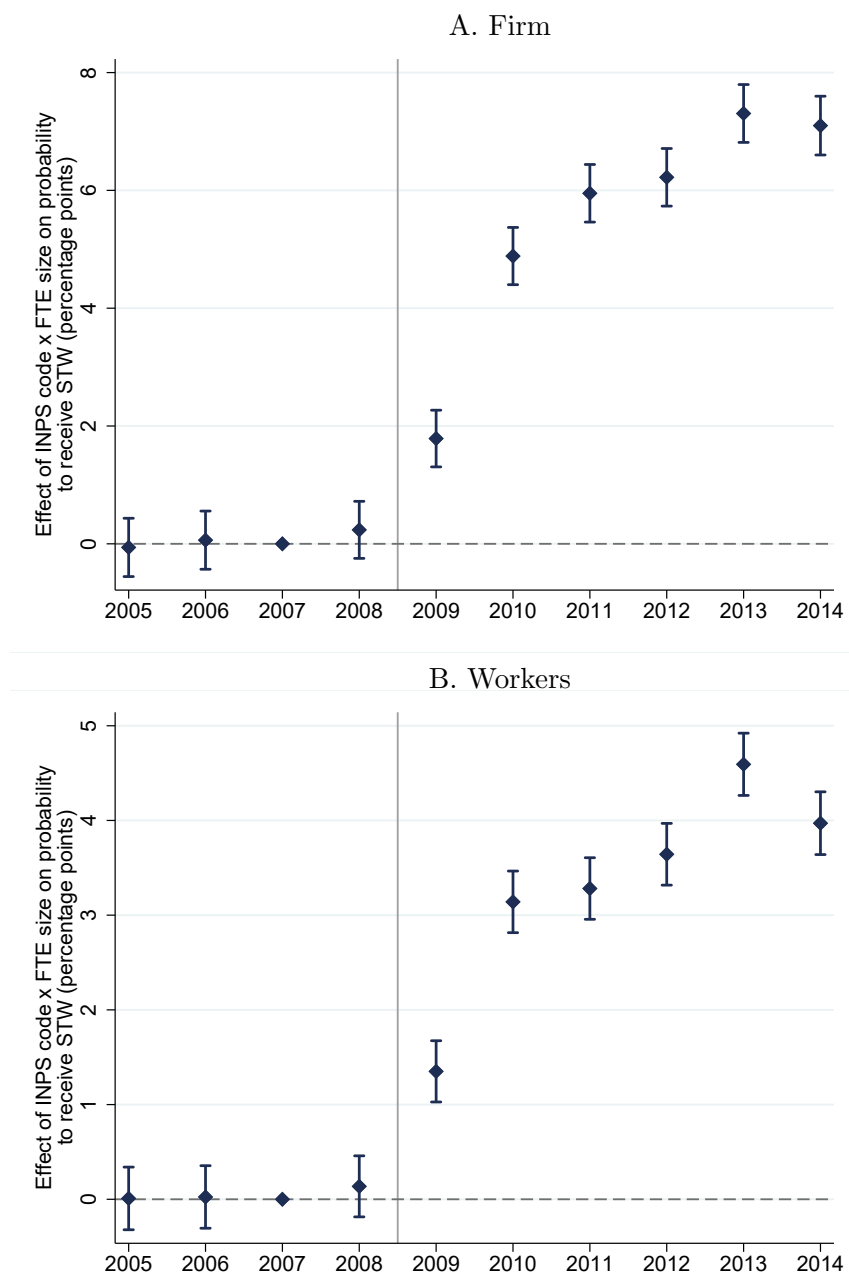 A. Firm
Effect of INPS code x FTE size on probability
to receive STW (percentage points)
8
6
4
2
0
2005 2006 2007 2008 2009 2010 2011 2012 2013 2014
B. Workers
Effect of INPS code x FTE size on probability
to receive STW (percentage points)
5
4
3
2
1
0
2005 2006 2007 2008 2009 2010 2011 2012 2013 2014